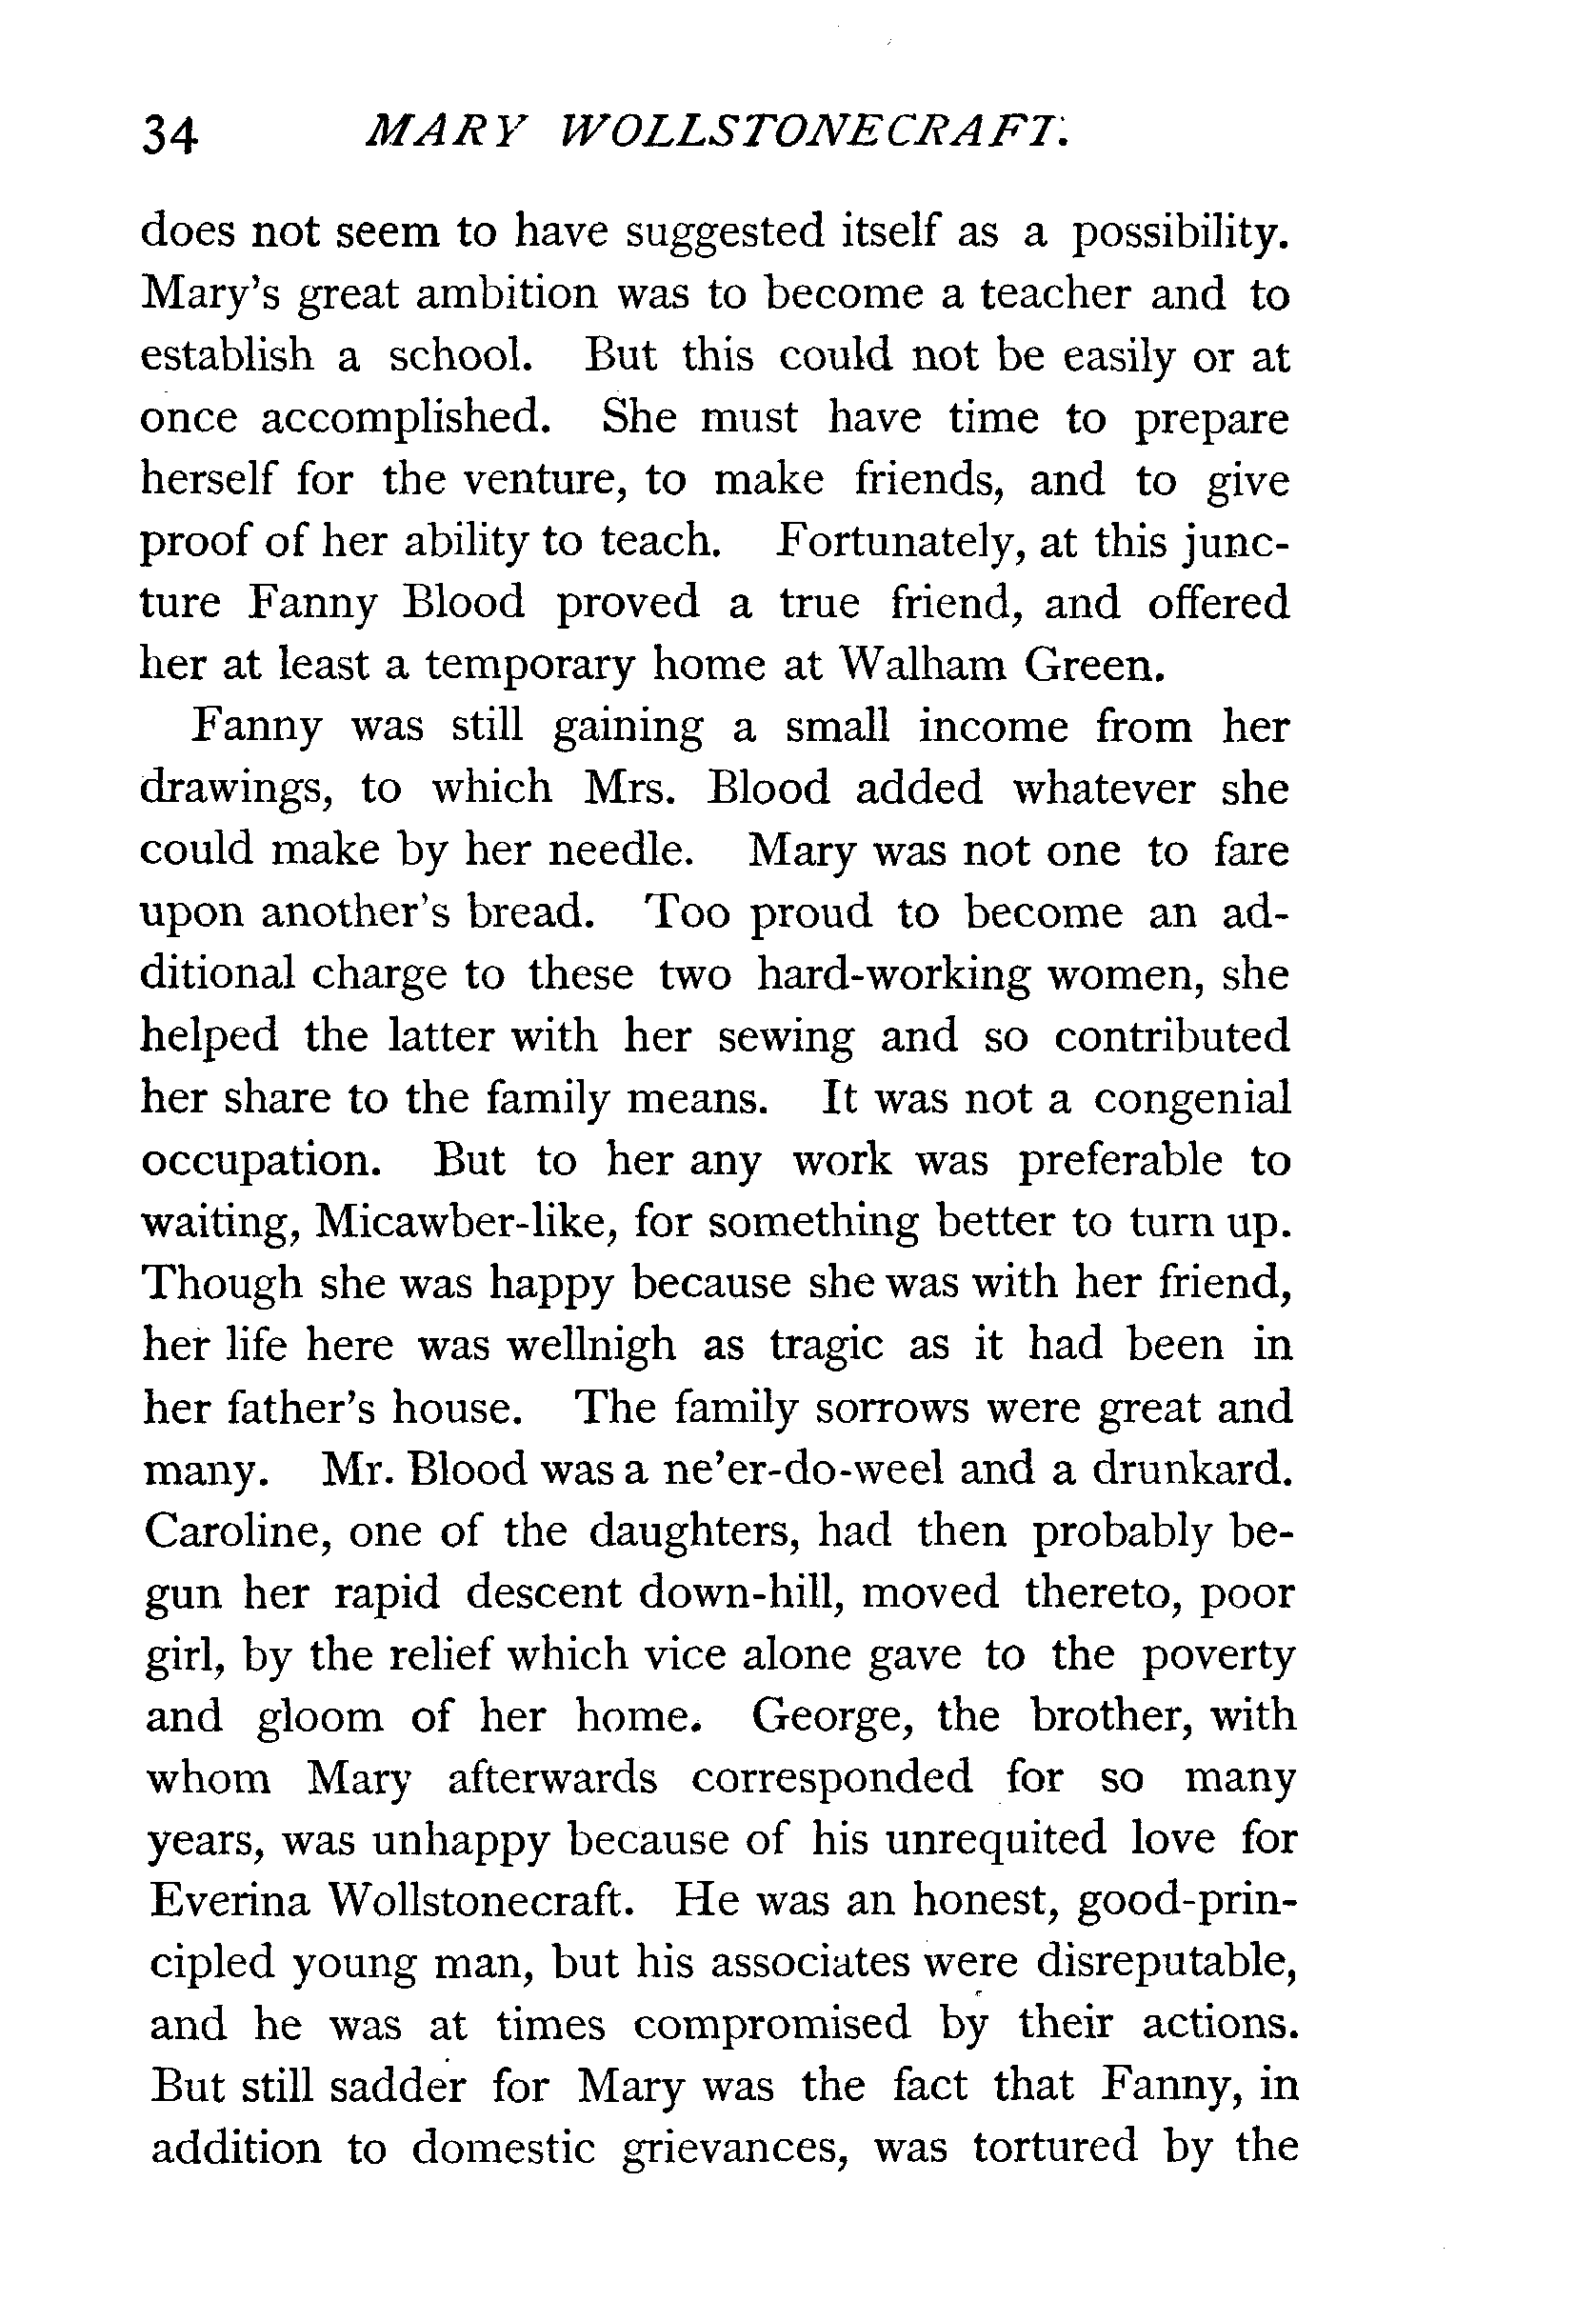 34 MARY WOLLSTONECRAFT.
does not seem to have suggested itself as a possibility.
Mary's great ambition was to become a teacher and to
establish a school. But this could not be easily or at
once accomplished. She must have time to prepare
herself for the venture, to make friends, and to give
proof of her ability to teach. Fortunately, at this junc-
ture Fanny Blood proved a true friend, and offered
her at least a temporary home at Walham Green.
Fanny was still gaining a small income from her
drawings, to which Mrs. Blood added whatever she
could make by her needle. Mary was not one to fare
upon another's bread. Too proud to become an ad-
ditional charge to these two hard-working women, she
helped the latter with her sewing and so contributed
her share to the family means. It was not a congenial
occupation. But to her any work was preferable to
waiting, Micawber-like, for something better to turn up.
Though she was happy because she was with her friend,
her life here was wellnigh as tragic as it had been in
her father's house. The family sorrows were great and
many. Mr. Blood was a ne'er-do-weel and a drunkard.
Caroline, one of the daughters, had then probably be-
gun her rapid descent down-hill, moved thereto, poor
girl, by the relief which vice alone gave to the poverty
and gloom of her home. George, the brother, with
whom Mary afterwards corresponded for so many
years, was unhappy because of his unrequited love for
Everina Wollstonecraft. He was an honest, good-prin-
cipled young man, but his associates were disreputable,
and he was at times compromised by their actions.
But still sadder for Mary was the fact that Fanny, in
addition to domestic grievances, was tortured by the